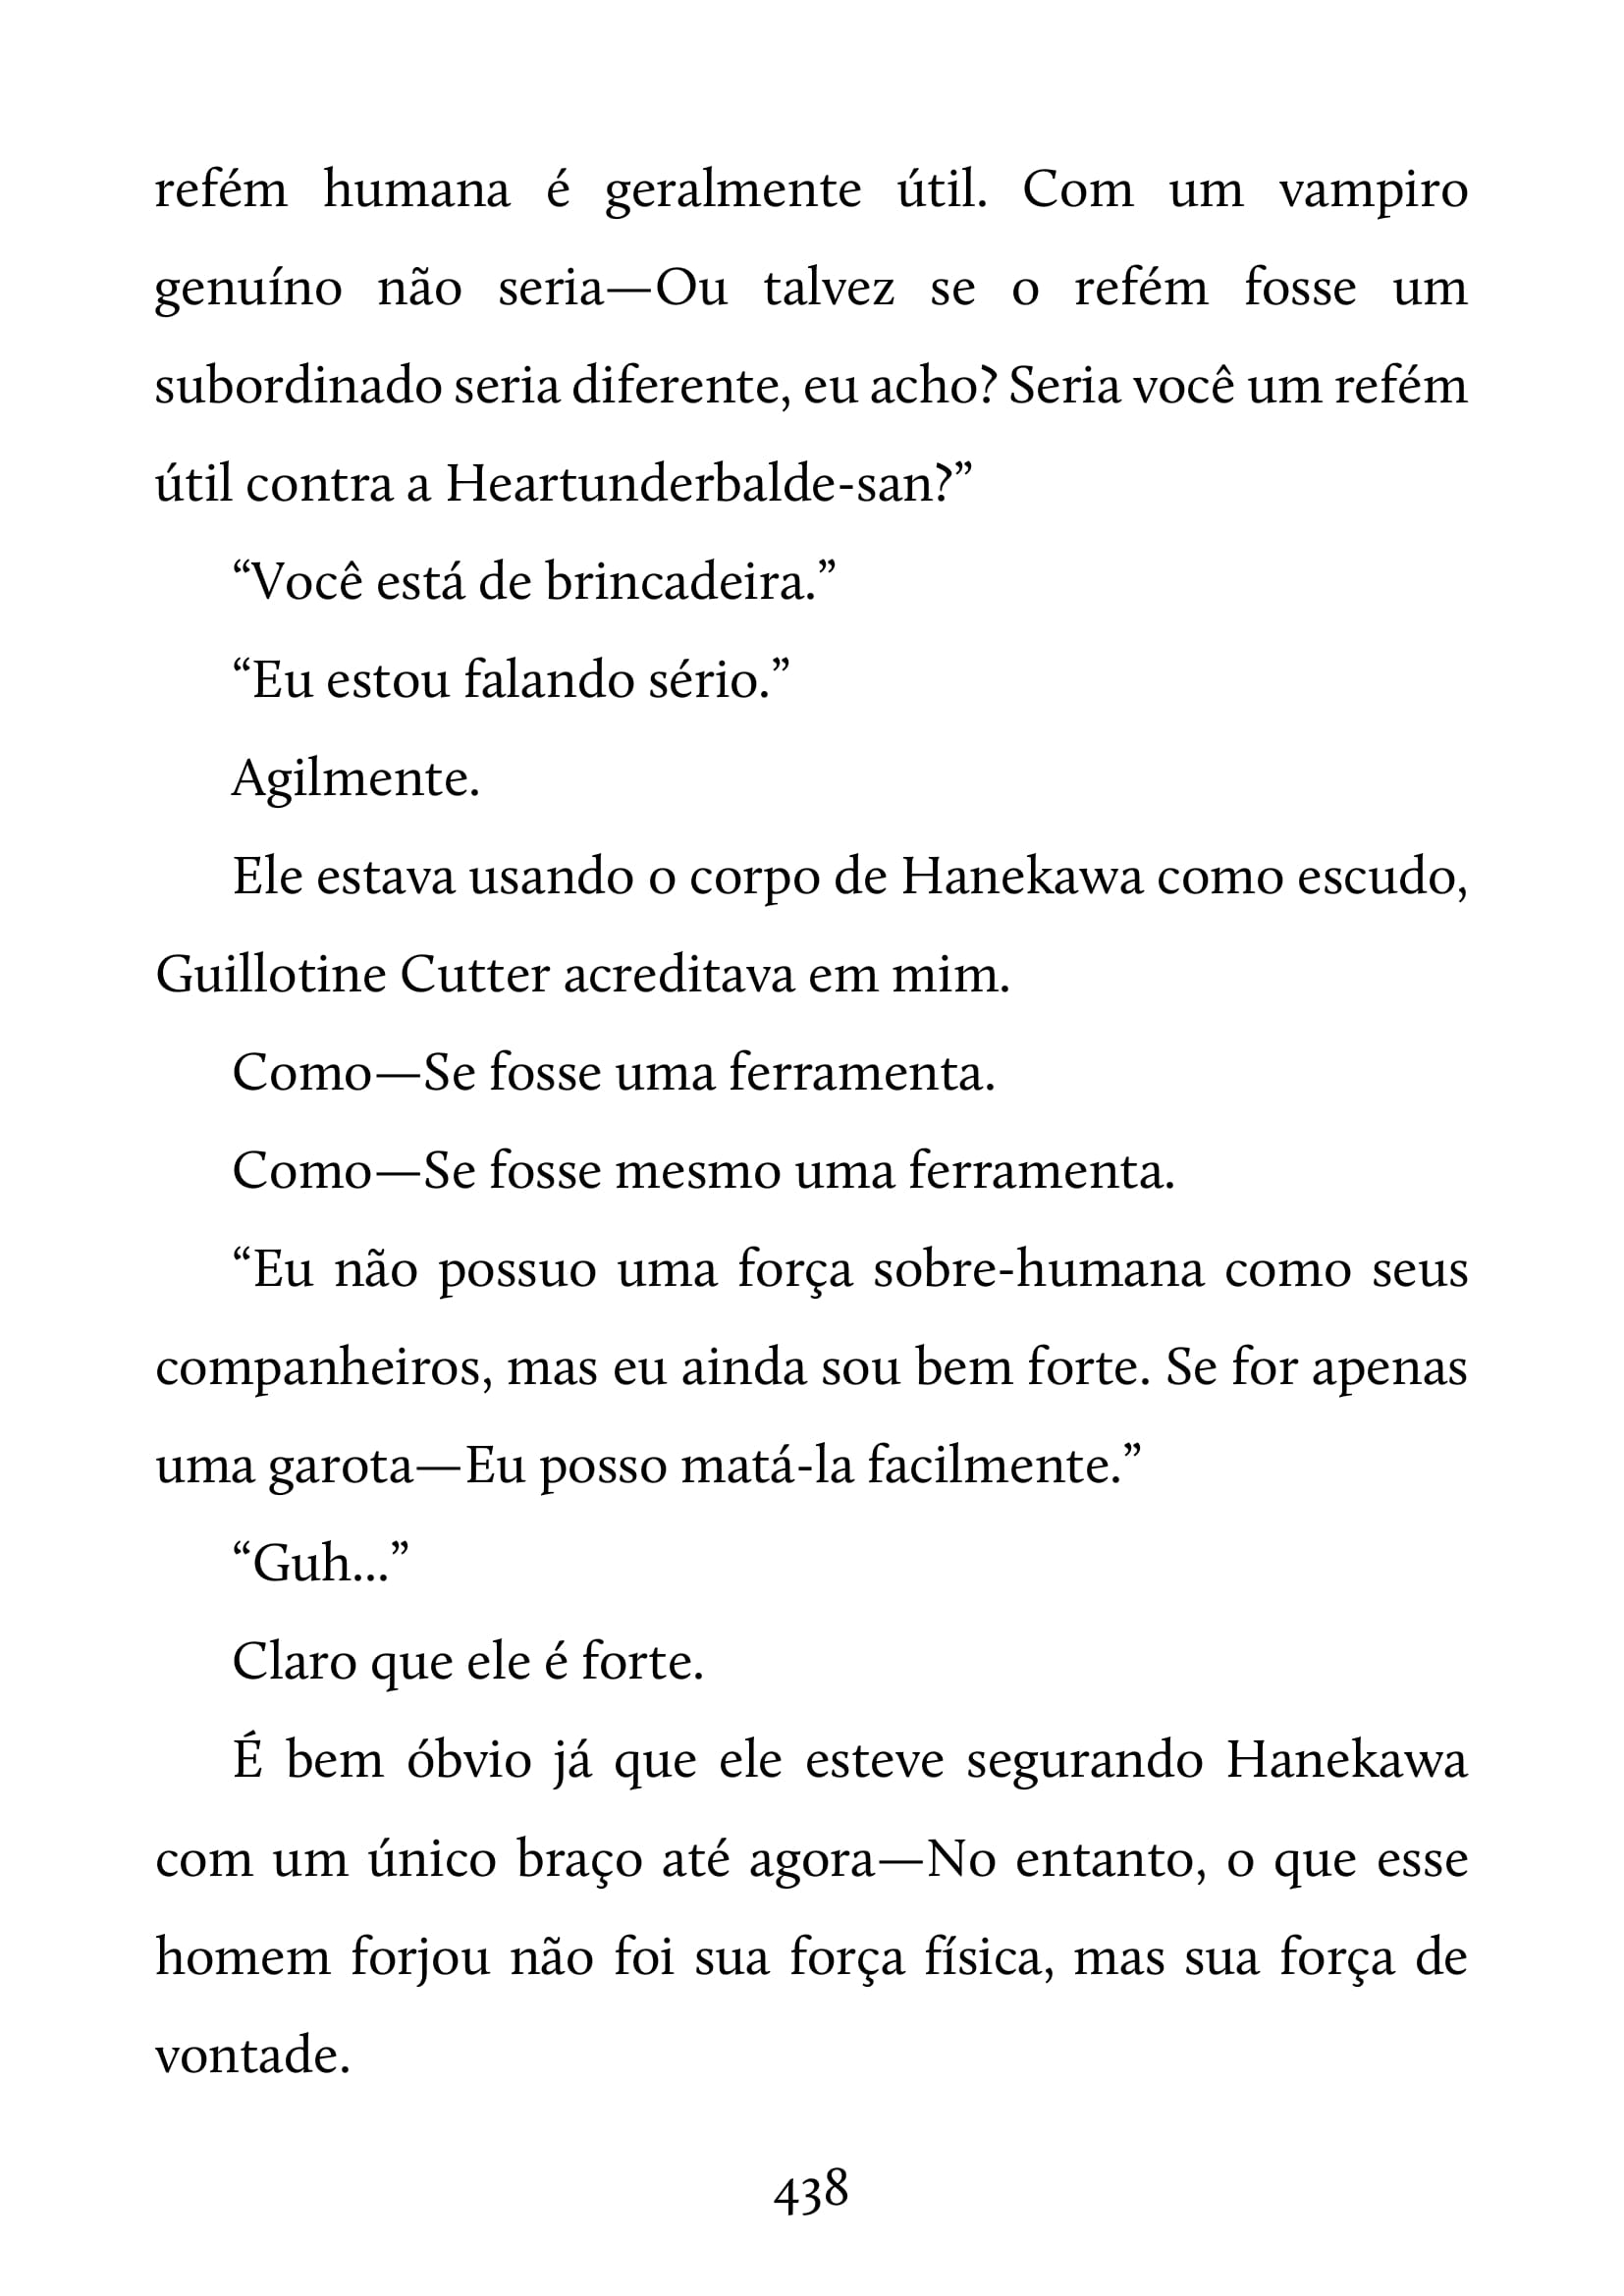 refém humana é geralmente útil. Com um vampiro
genuíno não seria—Ou talvez se o refém fosse um
subordinado seria diferente, eu acho? Seria você um refém
útil contra a Heartunderbalde-san?”
“Você está de brincadeira.”
“Eu estou falando sério.”
Agilmente.
Ele estava usando o corpo de Hanekawa como escudo,
Guillotine Cutter acreditava em mim.
Como—Se fosse uma ferramenta.
Como—Se fosse mesmo uma ferramenta.
“Eu não possuo uma força sobre-humana como seus
companheiros, mas eu ainda sou bem forte. Se for apenas
uma garota—Eu posso matá-la facilmente.”
“Guh...”
Claro que ele é forte.
É bem óbvio já que ele esteve segurando Hanekawa
com um único braço até agora—No entanto, o que esse
homem forjou não foi sua força física, mas sua força de
vontade.
438